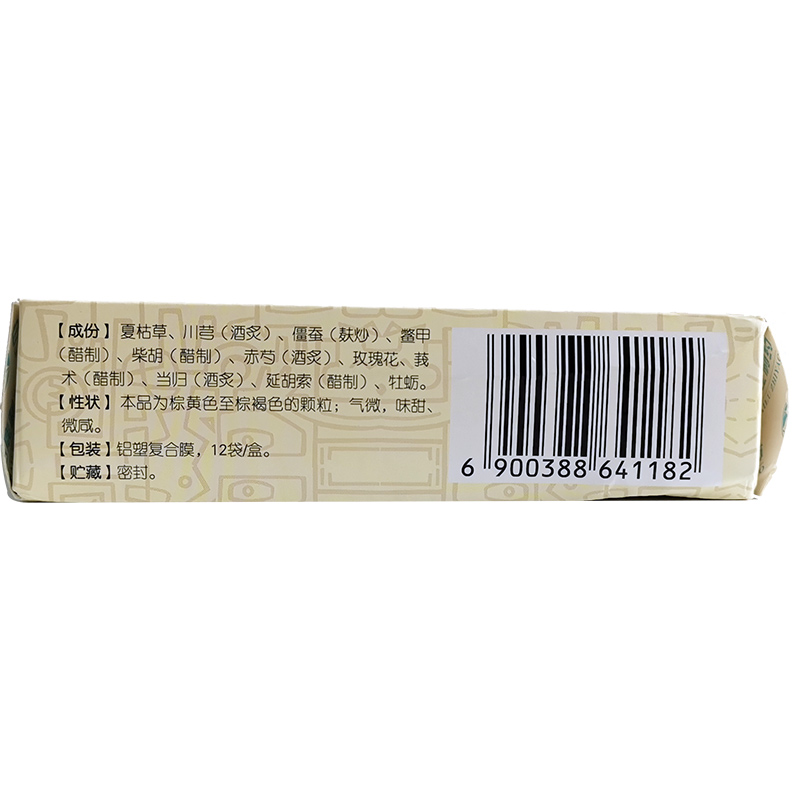 【成份】夏枯草、川芎（酒炙）、僵蚕（麸炒）、鳖甲
（醋制）、柴胡（醋制）、赤芍（酒炙）、玫瑰花、莪
术（醋制）、当归（酒炙）、延胡索（醋制）、牡蛎。
【性状】本品为棕黄色至棕褐色的颗粒；气微，味甜、
微咸。
【包装】铝塑复合膜，12袋/盒。
【贮藏】密封。
6 900388 641182